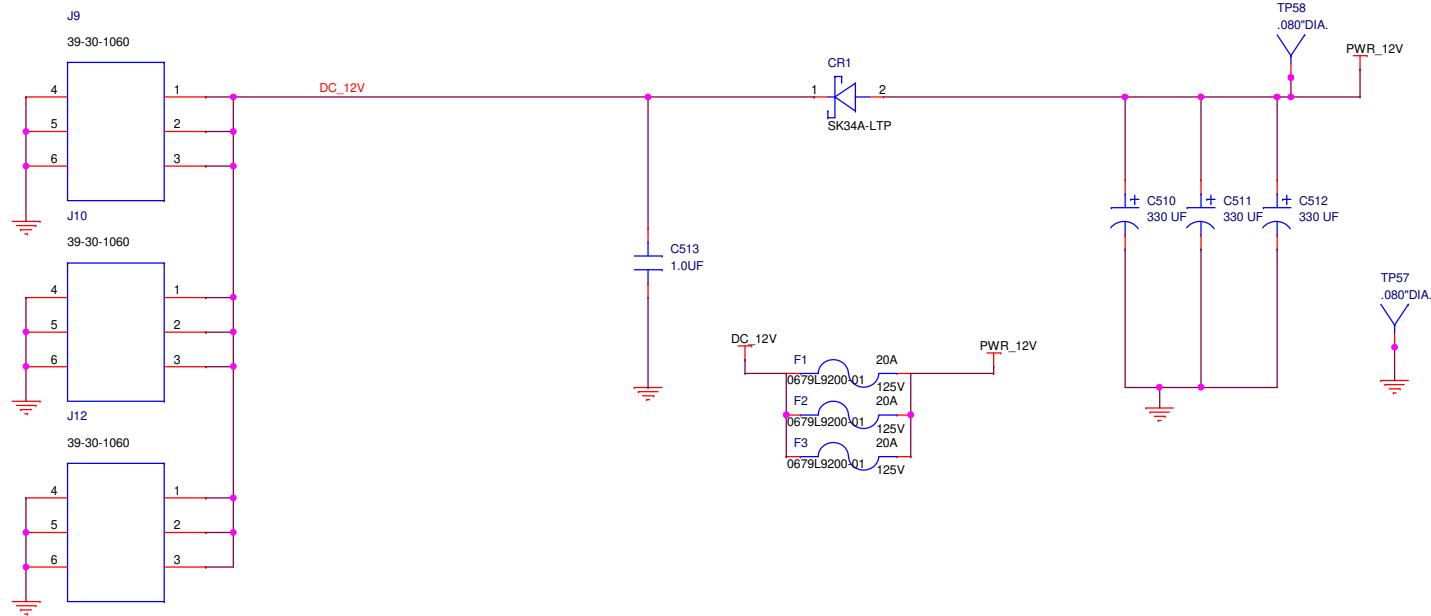 J9
39-30-1060
4 1
5 2
6 3
J10
39-30-1060
4 1
5 2
6 3
J12
39-30-1060
4 1
5 2
6 3
DC_12V
C513
1.0UF
CR1
1 2
SK34A-LTP
TP58
.080"DIA.
PWR_12V
+ C510
330 UF
+ C511
330 UF
+ C512
330 UF
TP57
.080"DIA.
DC_12V
PWR_12V
F1 20A
0679L9200-01 125V
F2 20A
0679L9200-01 125V
F3 20A
0679L9200-01 125V